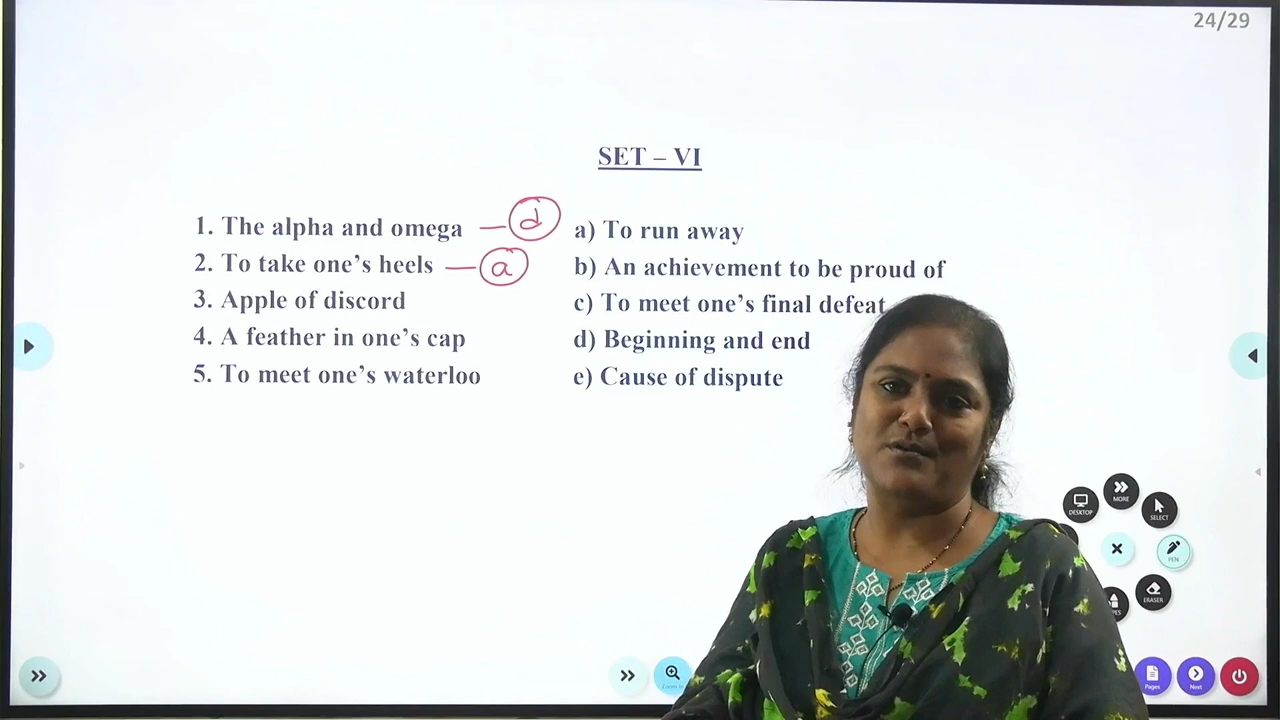 24/29
SET – VI
1. The alpha and omega — d
2. To take one's heels — a
3. Apple of discord
4. A feather in one's cap
5. To meet one's waterloo
a) To run away
b) An achievement to be proud of
c) To meet one's final defeat
d) Beginning and end
e) Cause of dispute
DESKTOP
MORE
SELECT
PEN
ERASER
Pages
Next